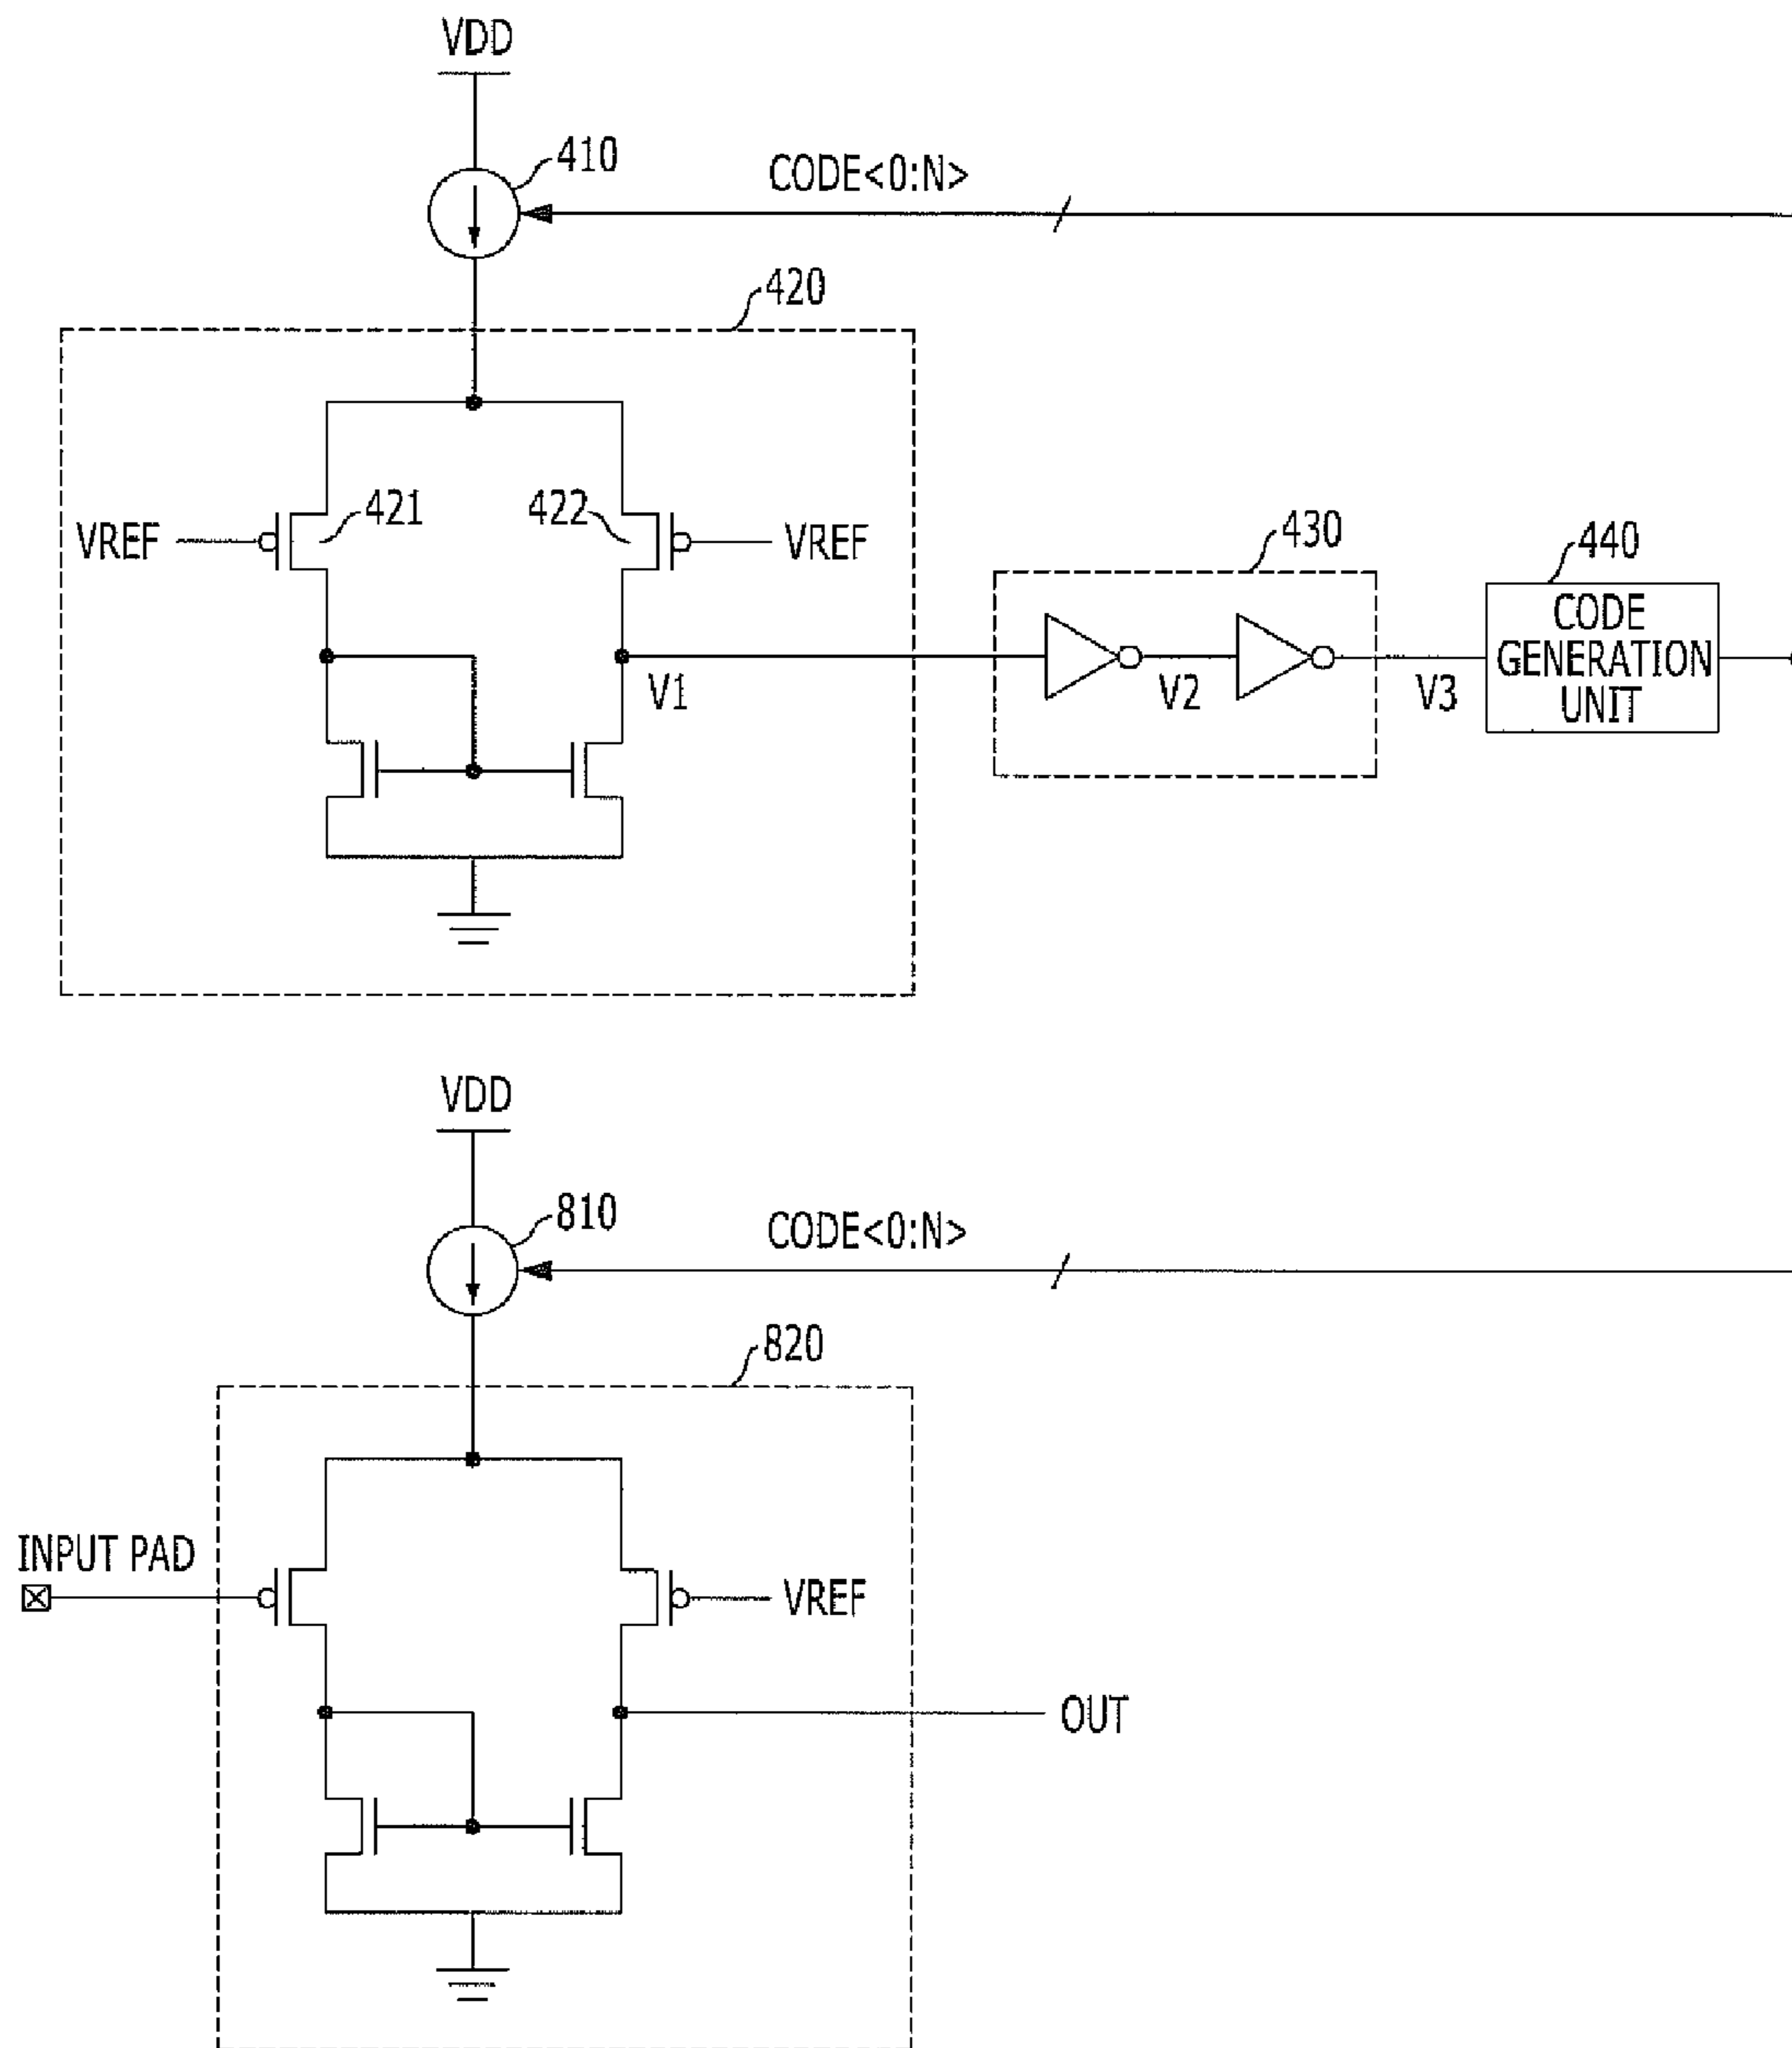 VDD
410
CODE<0:N>
420
VREF
421
422
VREF
430
440
V1
V2
V3
CODE
GENERATION
UNIT
VDD
810
CODE<0:N>
820
INPUT PAD
VREF
OUT